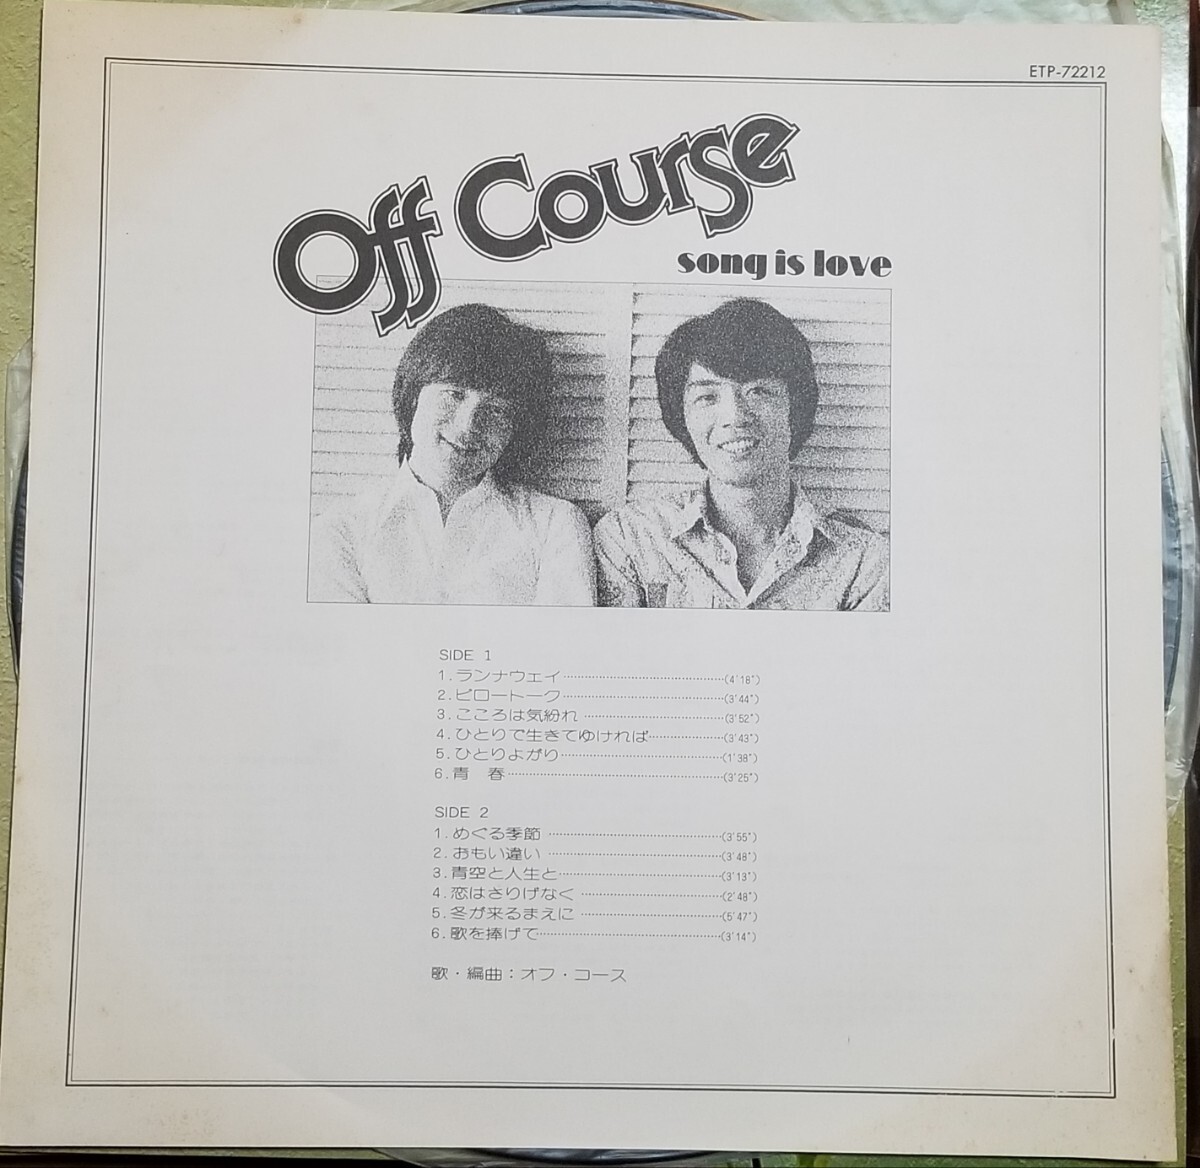 ETP-72212
Off Course
song is love
SIDE 1
1.ランナウェイ……………………………(4'18")
2.ピロートーク……………………………(3'44")
3.こころは気紛れ…………………………(3'52")
4.ひとりで生きてゆければ………………(3'43")
5.ひとりよがり……………………………(1'38")
6.青　春……………………………………(3'25")
SIDE 2
1.めぐる季節………………………………(3'55")
2.おもい違い………………………………(3'48")
3.青空と人生と……………………………(3'13")
4.恋はさりげなく…………………………(2'48")
5.冬が来るまえに…………………………(5'47")
6.歌を捧げて………………………………(3'14")
歌・編曲：オフ・コース